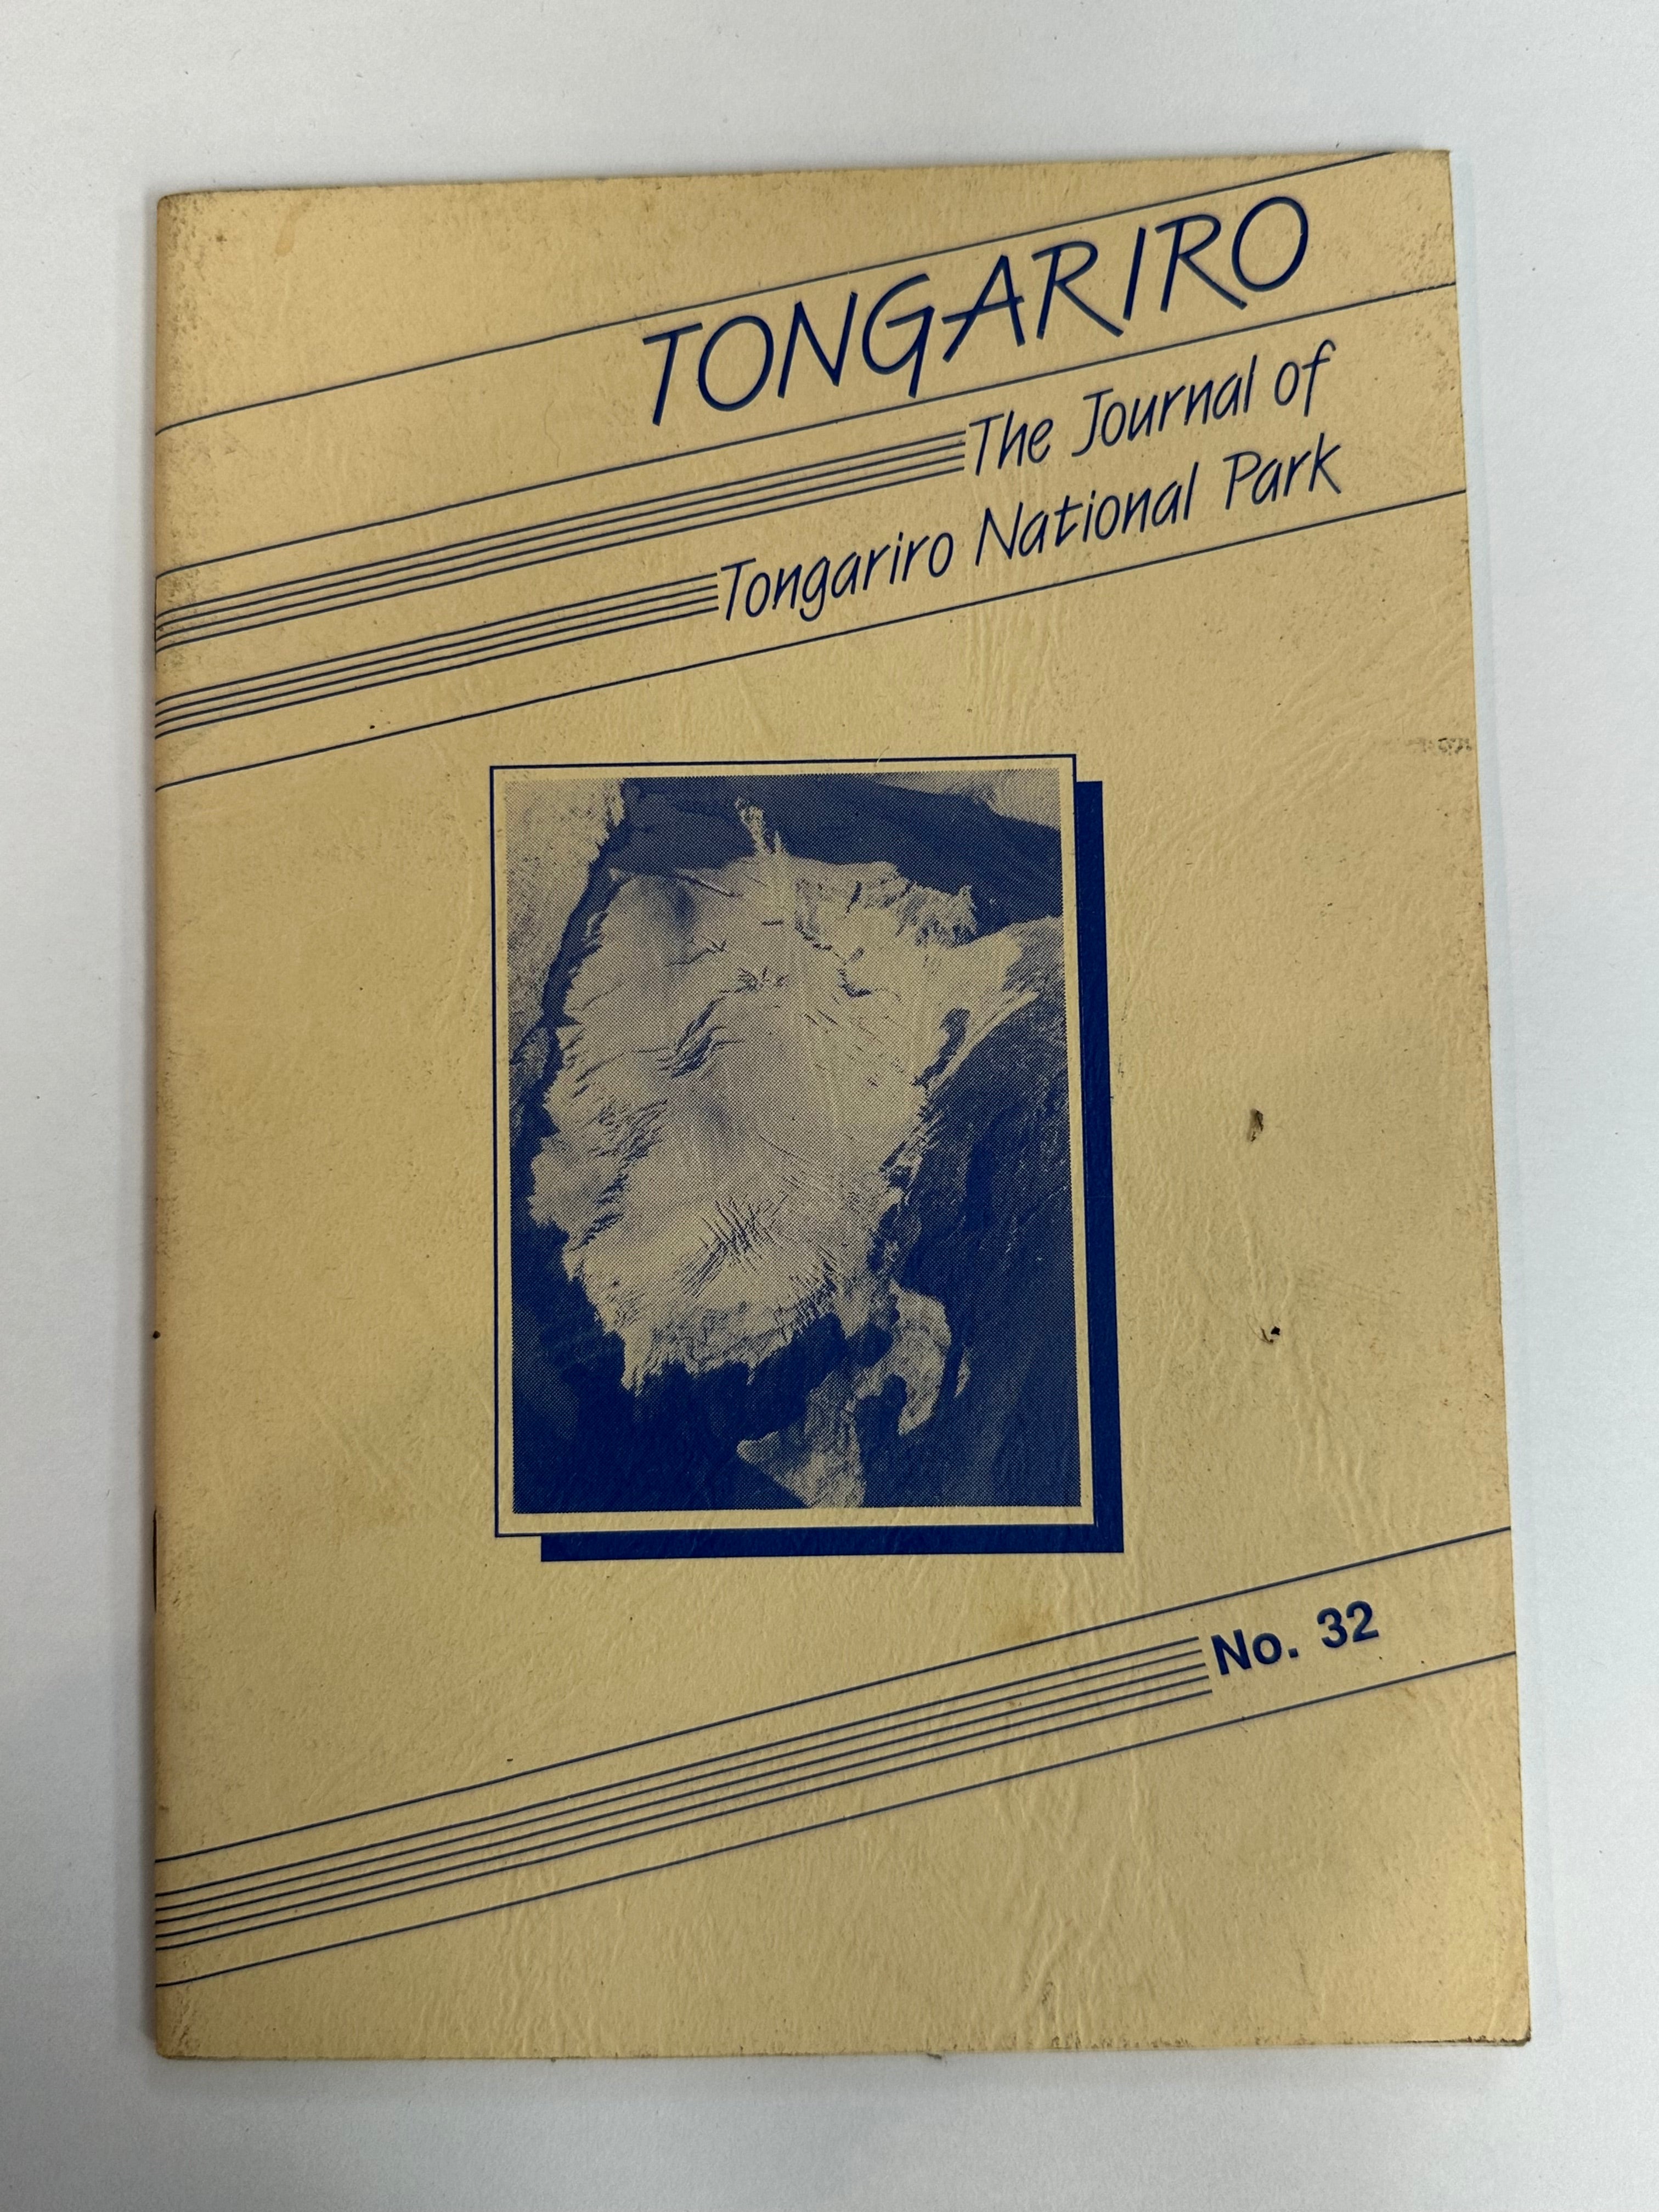 TONGARIRO
The Journal of
Tongariro National Park
No. 32